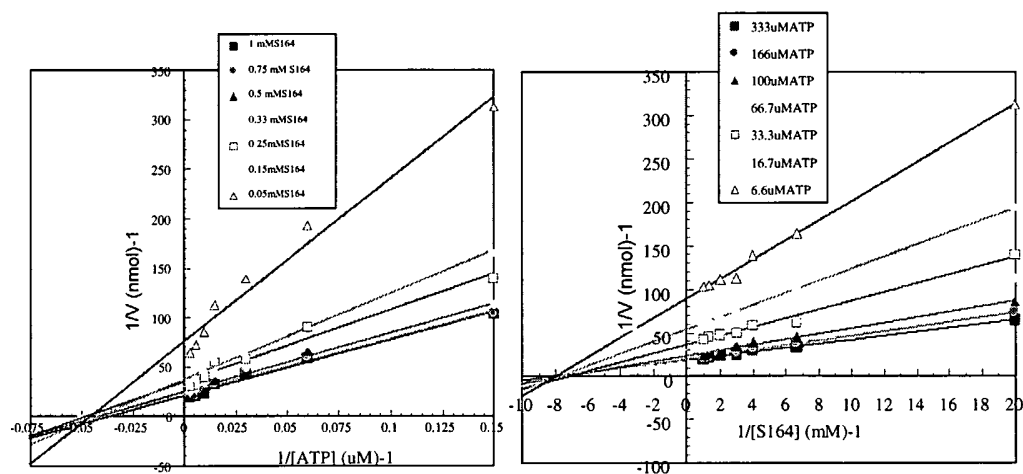 1 mMS164
0.75 mM S164
0.5 mMS164
0.33 mMS164
0 25mMS164
0.15mMS164
0.05mMS164
350
300
250
200
150
100
50
0
-50
-0.075
-0.05
-0.025
0
0.025
0.05
0.075
0.1
0.125
0.15
1/V (nmol)-1
1/[ATP] (uM)-1
333uMATP
166uMATP
100uMATP
66.7uMATP
33.3uMATP
16.7uMATP
6.6uMATP
350
300
250
200
150
100
50
0
-50
-100
-10
-8
-6
-4
-2
0
2
4
6
8
10
12
14
16
18
20
1/V (nmol)-1
1/[S164] (mM)-1